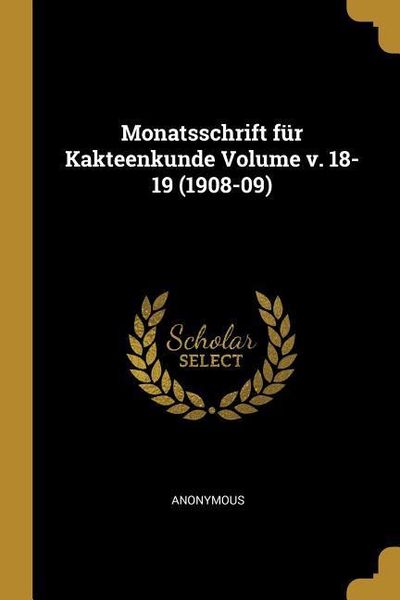 Monatsschrift für
Kakteenkunde Volume v. 18-
19 (1908-09)
Scholar
SELECT
ANONYMOUS